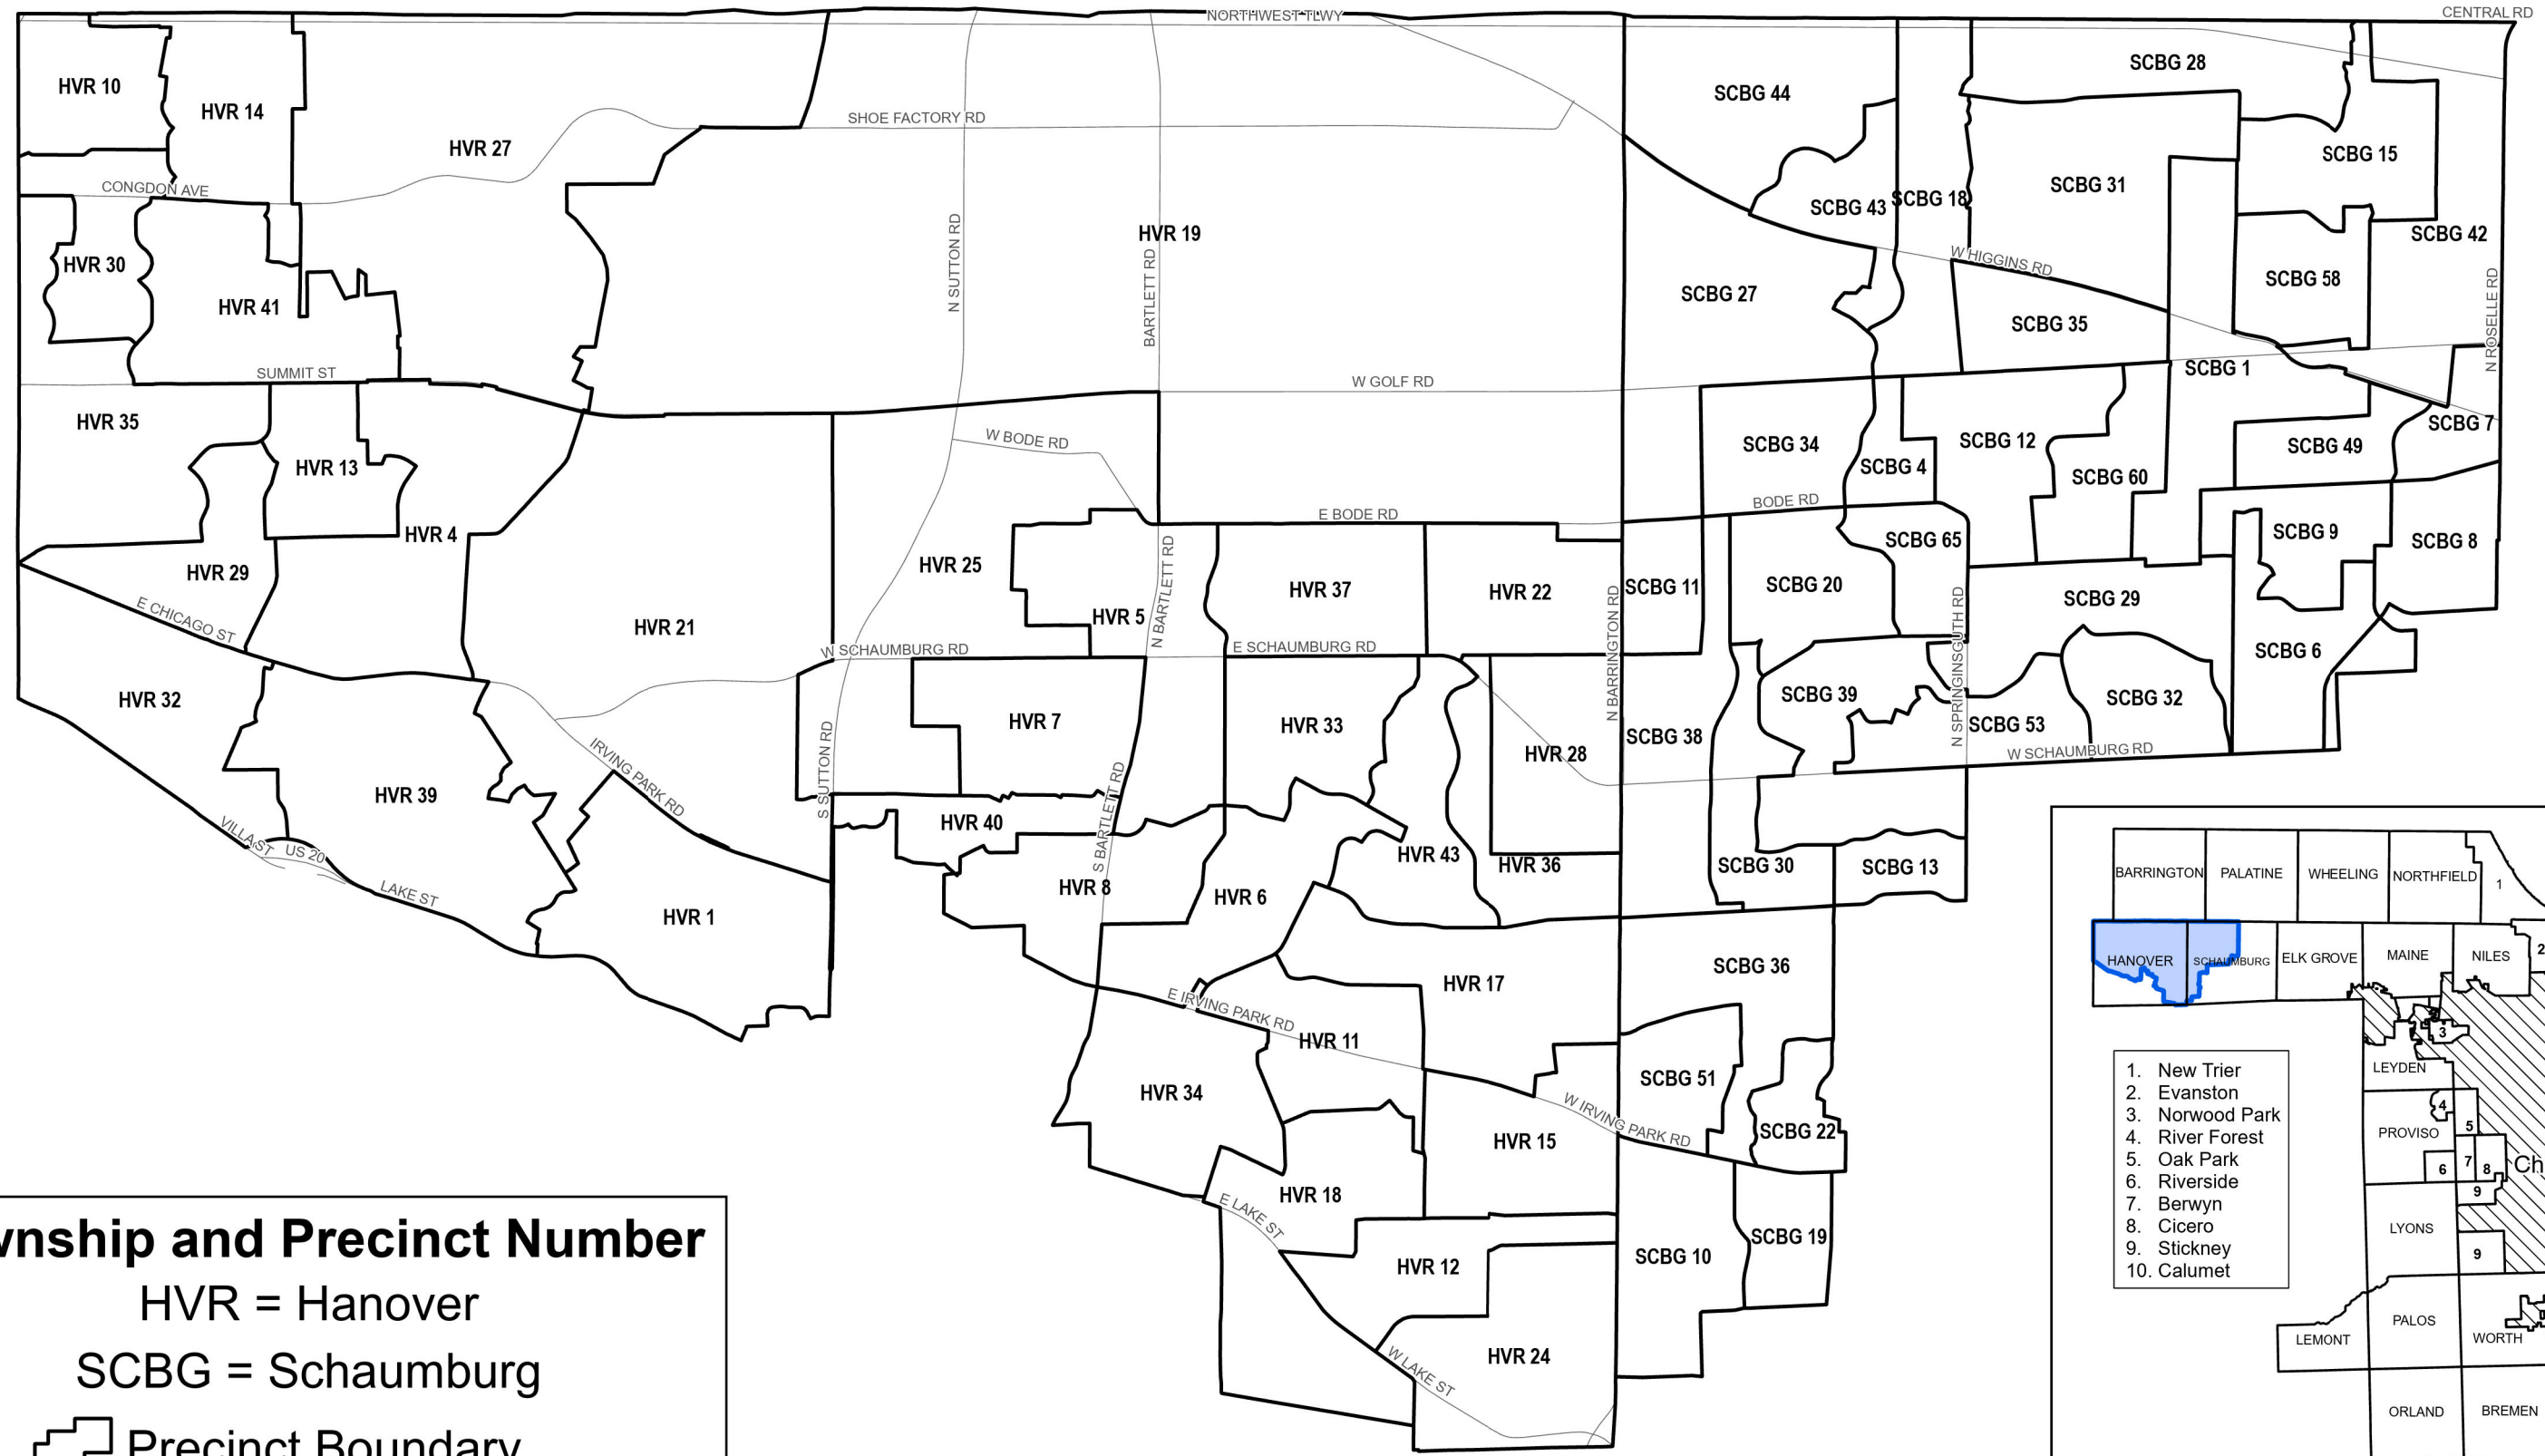 NORTHWEST TLWY
CENTRAL RD
HVR 10
HVR 14
HVR 27
SHOE FACTORY RD
CONGDON AVE
HVR 30
HVR 41
SUMMIT ST
N SUTTON RD
BARTLETT RD
HVR 19
W GOLF RD
SCBG 44
SCBG 28
SCBG 15
SCBG 31
SCBG 43
SCBG 18
SCBG 42
W HIGGINS RD
SCBG 58
SCBG 27
SCBG 35
N ROSELLE RD
SCBG 1
HVR 35
HVR 13
HVR 4
HVR 29
E CHICAGO ST
W BODE RD
E BODE RD
BODE RD
SCBG 34
SCBG 4
SCBG 12
SCBG 60
SCBG 49
SCBG 7
HVR 25
HVR 5
N BARTLETT RD
HVR 37
HVR 22
N BARRINGTON RD
SCBG 11
SCBG 20
SCBG 65
SCBG 29
SCBG 9
SCBG 8
HVR 21
W SCHAUMBURG RD
E SCHAUMBURG RD
N SPRINGINSGUTH RD
SCBG 6
HVR 32
HVR 39
IRVING PARK RD
S SUTTON RD
HVR 7
HVR 33
HVR 28
SCBG 38
SCBG 39
SCBG 53
SCBG 32
W SCHAUMBURG RD
VILLA ST
US 20
LAKE ST
HVR 1
HVR 40
S BARTLETT RD
HVR 8
HVR 6
HVR 43
HVR 36
SCBG 30
SCBG 13
E IRVING PARK RD
HVR 17
HVR 11
SCBG 36
SCBG 51
SCBG 22
W IRVING PARK RD
HVR 34
HVR 15
HVR 18
E LAKE ST
HVR 12
SCBG 10
SCBG 19
HVR 24
W LAKE ST
wnship and Precinct Number
HVR = Hanover
SCBG = Schaumburg
Precinct Boundary
BARRINGTON
PALATINE
WHEELING
NORTHFIELD
1
HANOVER
SCHAUMBURG
ELK GROVE
MAINE
NILES
2
3
LEYDEN
4
PROVISO
5
6
7
8
Ch
9
LYONS
9
PALOS
WORTH
LEMONT
ORLAND
BREMEN
1. New Trier
2. Evanston
3. Norwood Park
4. River Forest
5. Oak Park
6. Riverside
7. Berwyn
8. Cicero
9. Stickney
10. Calumet